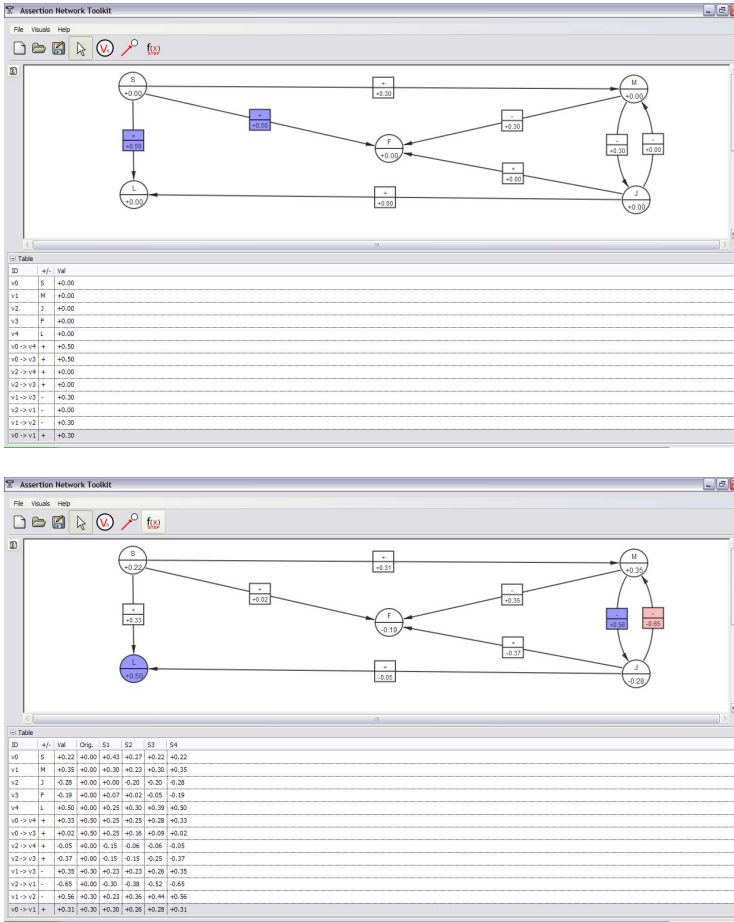 Assertion Network Toolkit
File Visuals Help
f(x)
STEP
S
+0.00
+
+0.30
M
+0.00
+
+0.50
+
+0.50
-
+0.30
F
+0.00
-
+0.30
-
+0.00
+
+0.00
L
+0.00
+
+0.00
J
+0.00
Table
ID +/- Val
v0 S +0.00
v1 M +0.00
v2 J +0.00
v3 F +0.00
v4 L +0.00
v0 -> v4 + +0.50
v0 -> v3 + +0.50
v2 -> v4 + +0.00
v2 -> v3 + +0.00
v1 -> v3 - +0.30
v2 -> v1 - +0.00
v1 -> v2 - +0.30
v0 -> v1 + +0.30
Assertion Network Toolkit
File Visuals Help
f(x)
STEP
S
+0.22
+
+0.31
M
+0.35
+
+0.02
-
+0.35
+
+0.33
F
-0.19
-
+0.56
-
-0.65
+
-0.37
L
+0.50
+
-0.05
J
-0.28
Table
ID +/- Val Orig. S1 S2 S3 S4
v0 S +0.22 +0.00 +0.43 +0.27 +0.22 +0.22
v1 M +0.35 +0.00 +0.30 +0.23 +0.30 +0.35
v2 J -0.28 +0.00 +0.00 -0.20 -0.20 -0.28
v3 F -0.19 +0.00 +0.07 +0.02 -0.05 -0.19
v4 L +0.50 +0.00 +0.25 +0.30 +0.39 +0.50
v0 -> v4 + +0.33 +0.50 +0.25 +0.25 +0.28 +0.33
v0 -> v3 + +0.02 +0.50 +0.25 +0.16 +0.09 +0.02
v2 -> v4 + -0.05 +0.00 -0.15 -0.06 -0.06 -0.05
v2 -> v3 + -0.37 +0.00 -0.15 -0.15 -0.25 -0.37
v1 -> v3 - +0.35 +0.30 +0.23 +0.23 +0.26 +0.35
v2 -> v1 - -0.65 +0.00 -0.30 -0.38 -0.52 -0.65
v1 -> v2 - +0.56 +0.30 +0.23 +0.36 +0.44 +0.56
v0 -> v1 + +0.31 +0.30 +0.30 +0.26 +0.28 +0.31